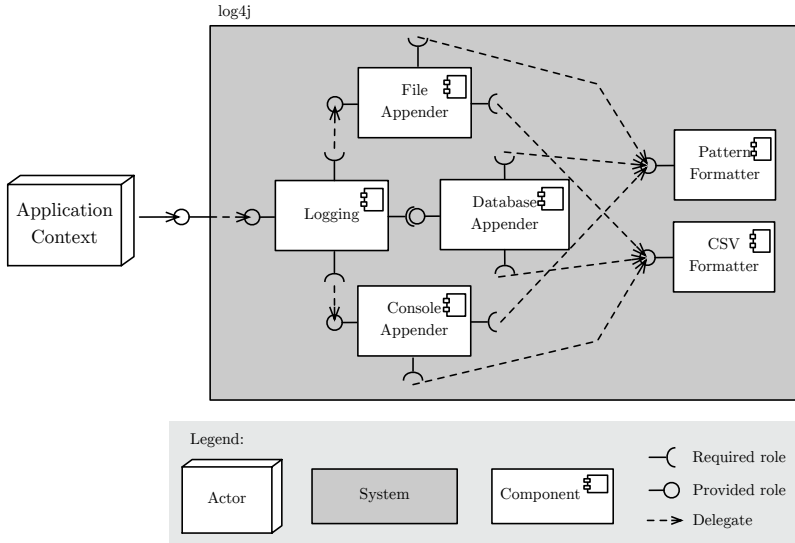 log4j
File
Appender
Pattern
Formatter
Application
Context
Logging
Database
Appender
CSV
Formatter
Console
Appender
Legend:
Actor
System
Component
Required role
Provided role
Delegate